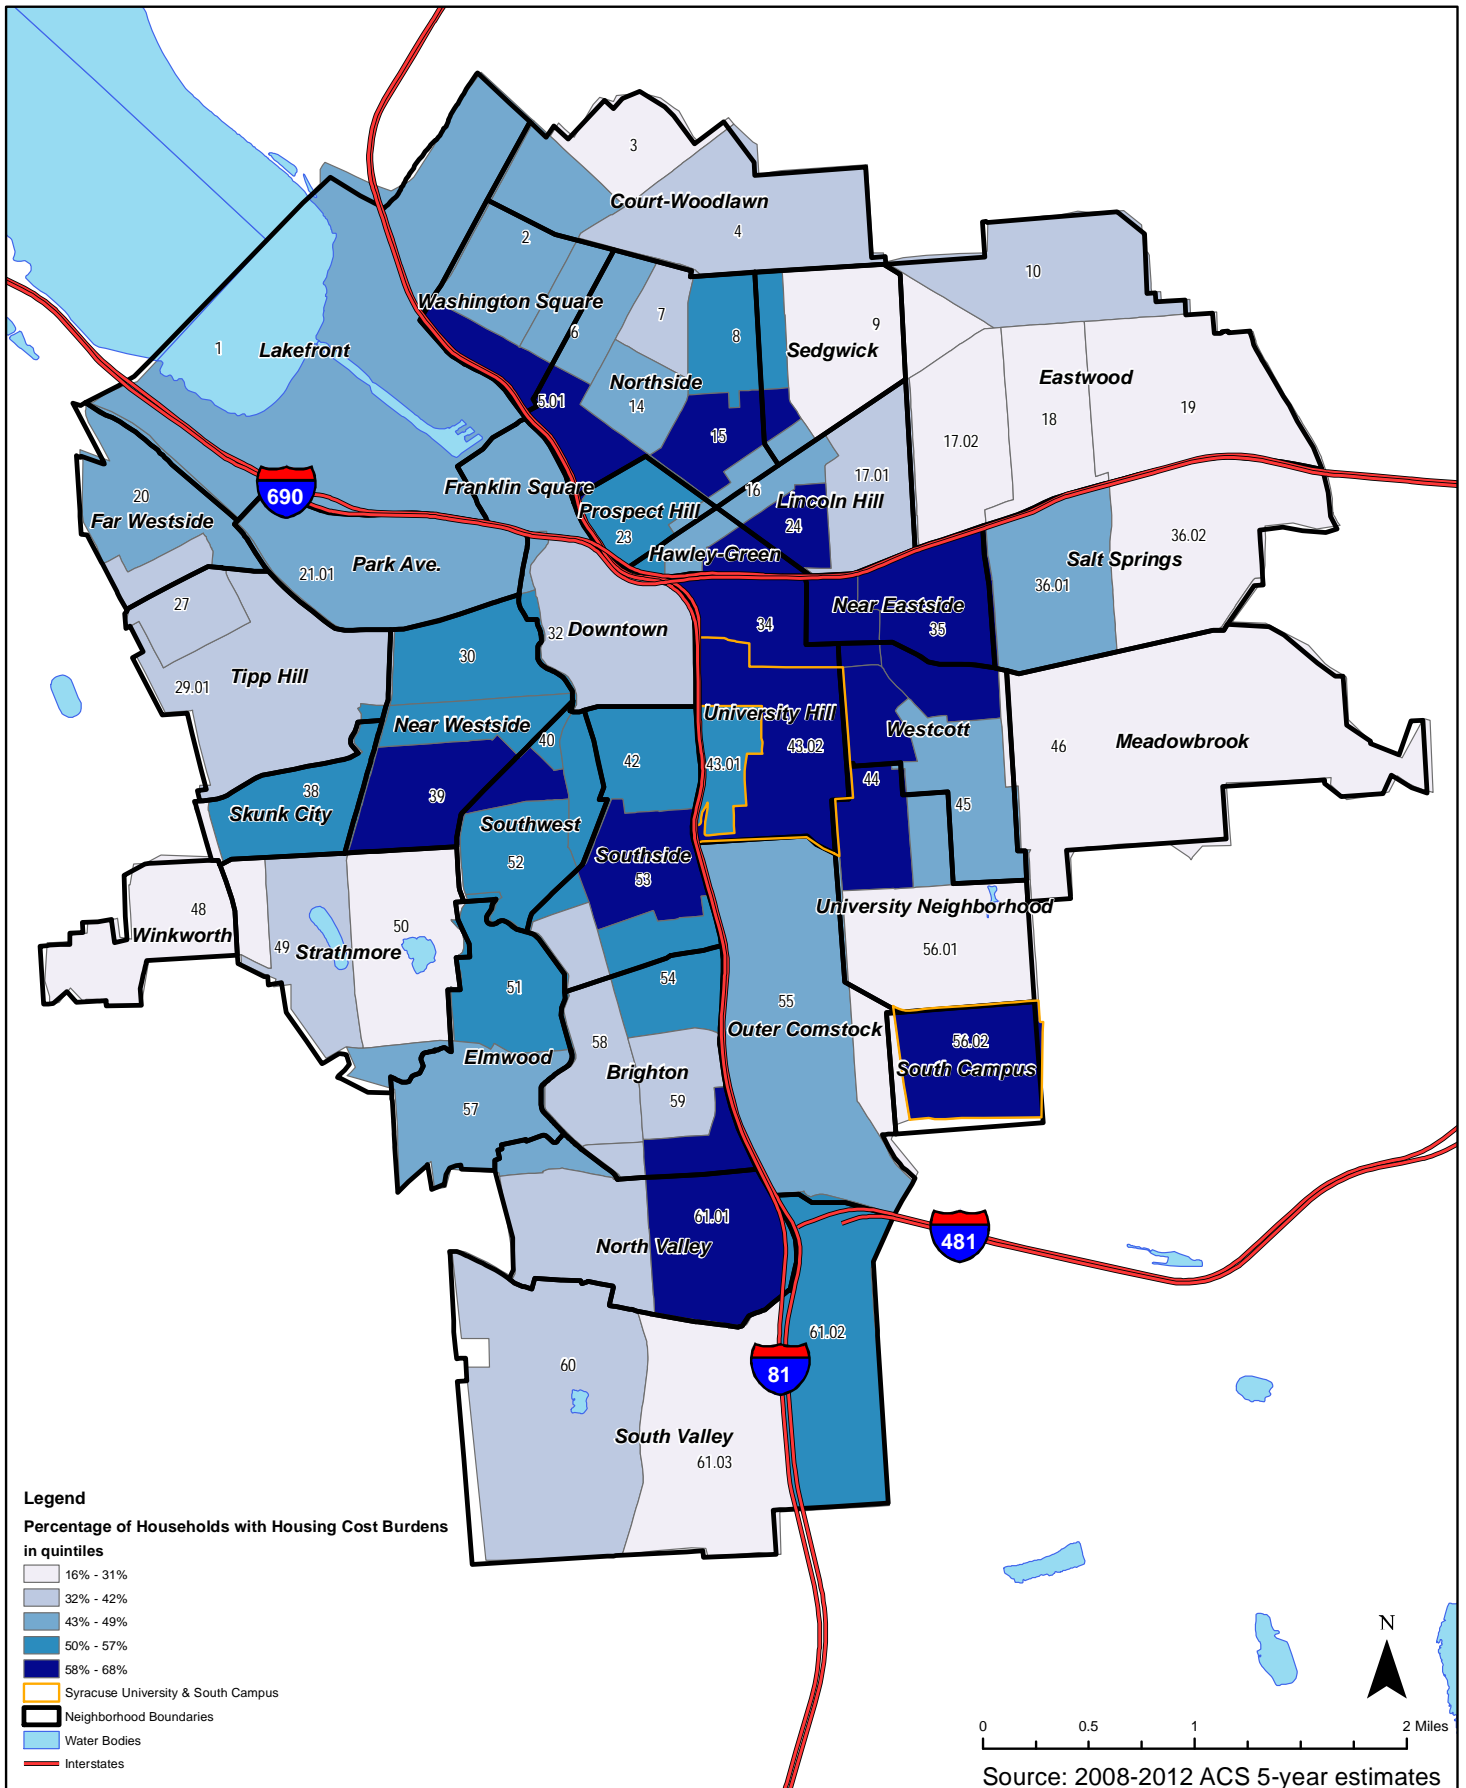 3
Court-Woodlawn
4
2
10
Washington Square
7
6
8
9
1
Lakefront
Sedgwick
Northside
Eastwood
5.01
14
15
18
19
17.02
17.01
20
690
Franklin Square
16
Lincoln Hill
Far Westside
Prospect Hill
24
23
36.02
Hawley-Green
Salt Springs
Park Ave.
21.01
36.01
27
Near Eastside
34
35
32
Downtown
30
Tipp Hill
29.01
Near Westside
University Hill
Westcott
40
43.02
46
Meadowbrook
42
43.01
44
38
39
45
Skunk City
Southwest
52
Southside
53
48
University Neighborhood
Winkworth
49
Strathmore
50
56.01
51
54
55
Outer Comstock
58
56.02
South Campus
Elmwood
Brighton
57
59
61.01
North Valley
481
61.02
60
81
South Valley
61.03
Legend
Percentage of Households with Housing Cost Burdens
in quintiles
16% - 31%
32% - 42%
43% - 49%
50% - 57%
58% - 68%
Syracuse University & South Campus
Neighborhood Boundaries
Water Bodies
Interstates
N
0 0.5 1 2 Miles
Source: 2008-2012 ACS 5-year estimates